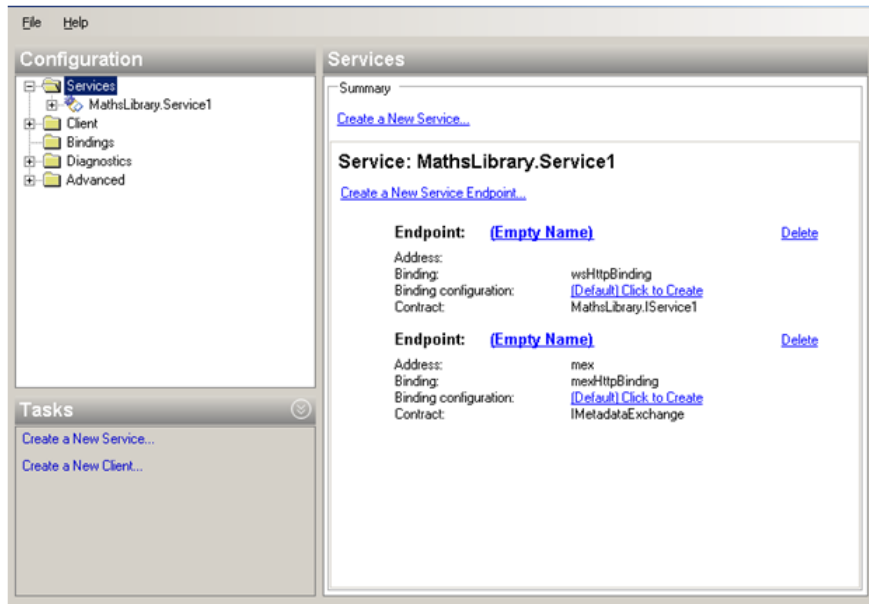 File Help
Configuration
Services
MathsLibrary.Service1
Client
Bindings
Diagnostics
Advanced
Tasks
Create a New Service...
Create a New Client...
Services
Summary
Create a New Service...
Service: MathsLibrary.Service1
Create a New Service Endpoint...
Endpoint: (Empty Name) Delete
Address:
Binding: wsHttpBinding
Binding configuration: (Default) Click to Create
Contract: MathsLibrary.IService1
Endpoint: (Empty Name) Delete
Address: mex
Binding: mexHttpBinding
Binding configuration: (Default) Click to Create
Contract: IMetadataExchange